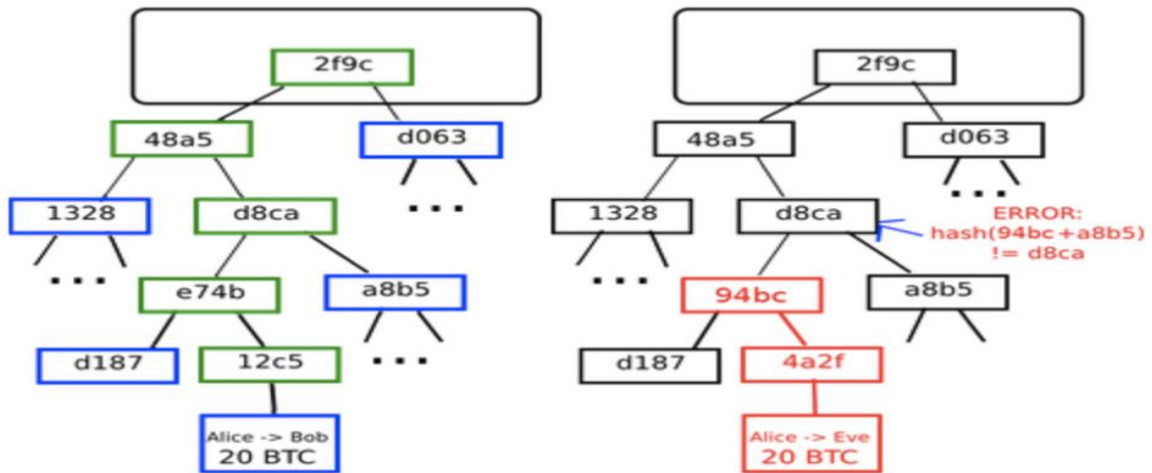 2f9c
48a5
d063
1328
d8ca
...
...
e74b
a8b5
d187
12c5
...
Alice -> Bob
20 BTC
2f9c
48a5
d063
...
1328
d8ca
ERROR:
hash(94bc+a8b5)
!= d8ca
...
94bc
a8b5
d187
4a2f
Alice -> Eve
20 BTC